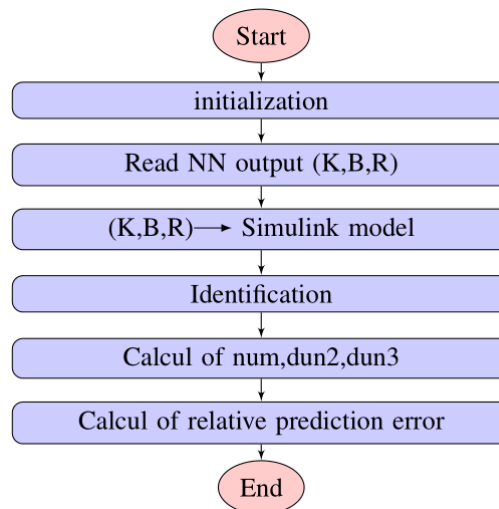 Start
initialization
Read NN output (K,B,R)
(K,B,R)⟶ Simulink model
Identification
Calcul of num,dun2,dun3
Calcul of relative prediction error
End